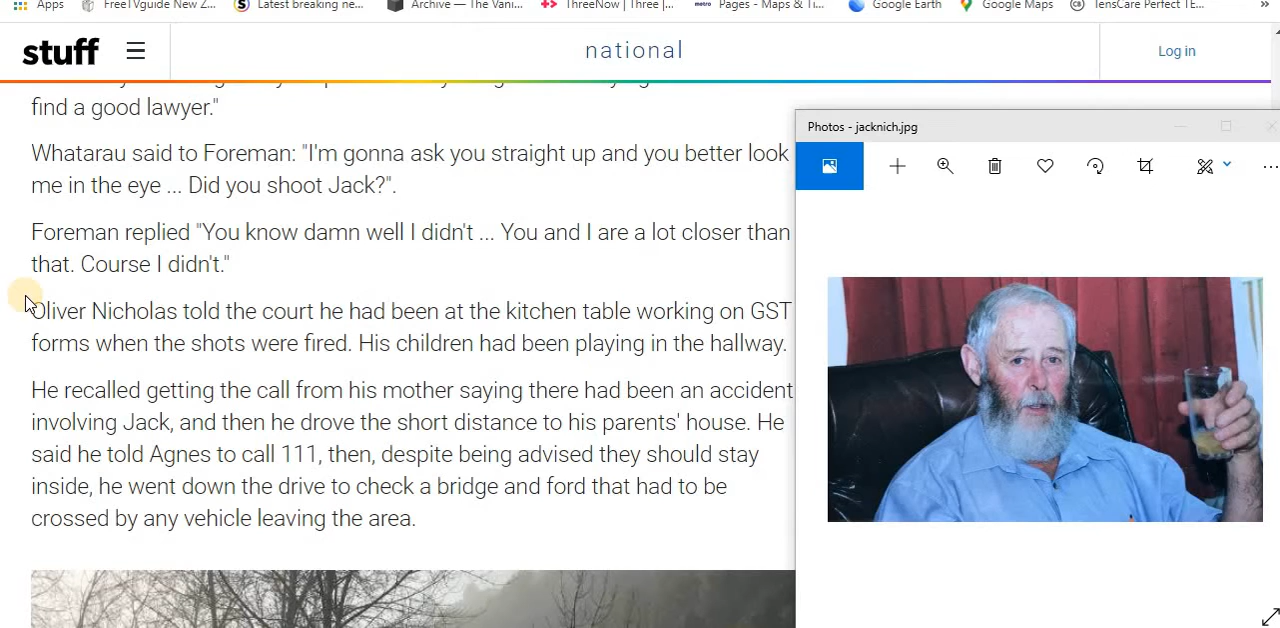 Apps
FreeTVguide New Z...
Latest breaking ne...
Archive — The Vani...
ThreeNow | Three |...
metro
Pages - Maps & Ti...
Google Earth
Google Maps
TensCare Perfect TE...
»
stuff
national
Log in
find a good lawyer."
Whatarau said to Foreman: "I'm gonna ask you straight up and you better look
me in the eye ... Did you shoot Jack?".
Foreman replied "You know damn well I didn't ... You and I are a lot closer than
that. Course I didn't."
Oliver Nicholas told the court he had been at the kitchen table working on GST
forms when the shots were fired. His children had been playing in the hallway.
He recalled getting the call from his mother saying there had been an accident
involving Jack, and then he drove the short distance to his parents' house. He
said he told Agnes to call 111, then, despite being advised they should stay
inside, he went down the drive to check a bridge and ford that had to be
crossed by any vehicle leaving the area.
Photos - jacknich.jpg